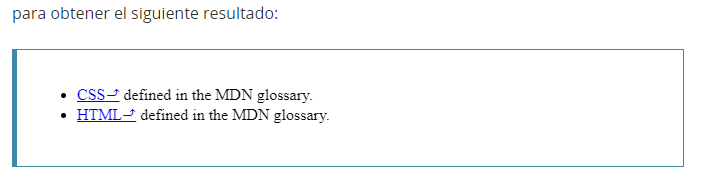 para obtener el siguiente resultado:
• CSS⮥ defined in the MDN glossary.
• HTML⮥ defined in the MDN glossary.